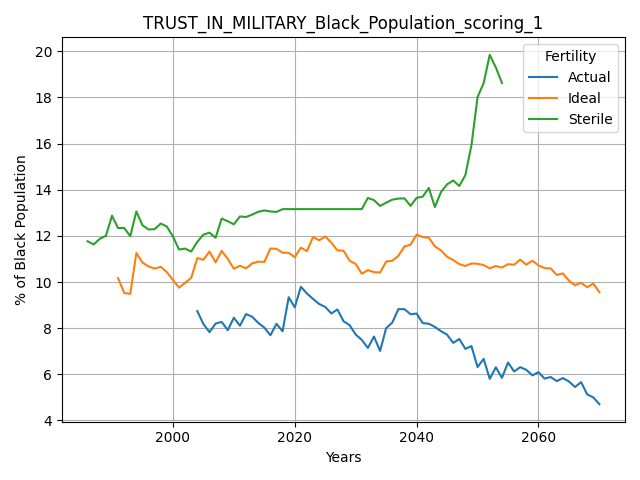 TRUST_IN_MILITARY_Black_Population_scoring_1
Fertility
Actual
Ideal
Sterile
% of Black Population
20
18
16
14
12
10
8
6
4
2000
2020
2040
2060
Years